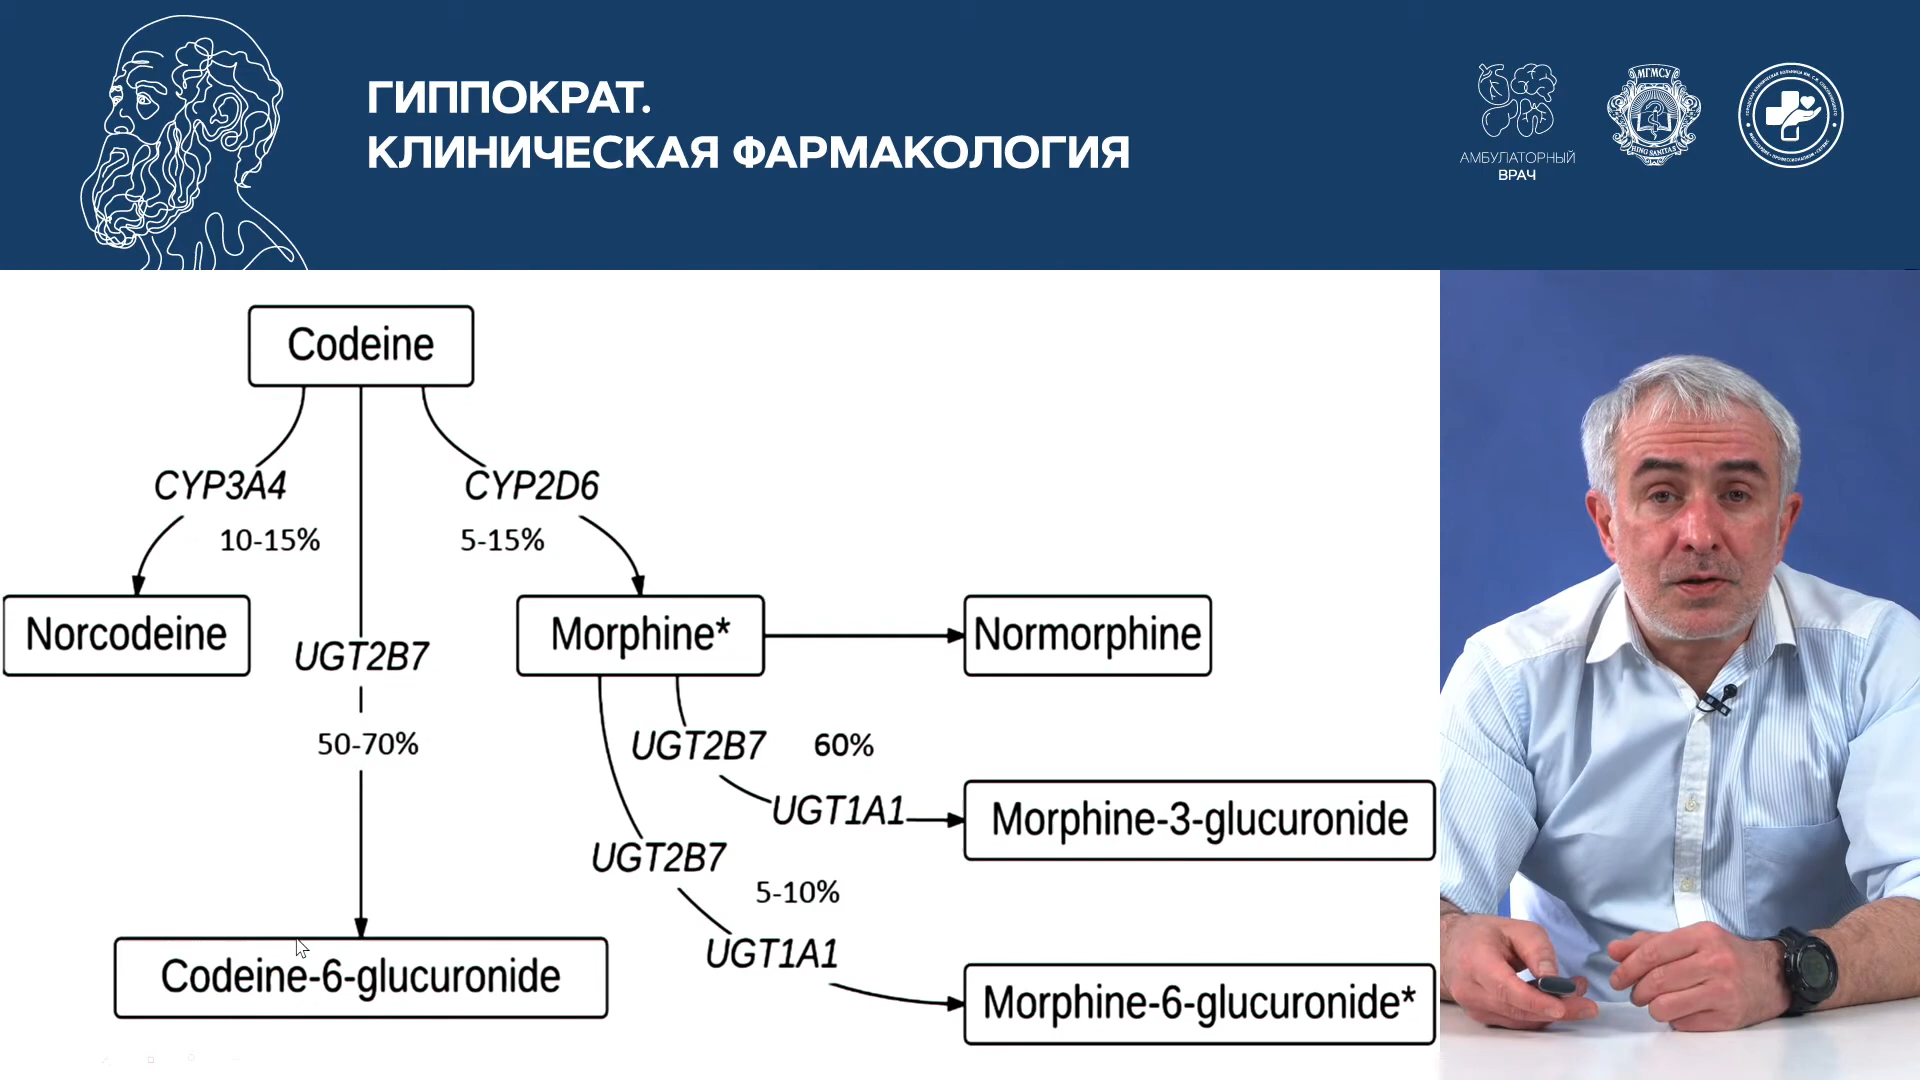 ГИППОКРАТ.
КЛИНИЧЕСКАЯ ФАРМАКОЛОГИЯ
АМБУЛАТОРНЫЙ
ВРАЧ
МГМСУ
Codeine
CYP3A4
CYP2D6
10-15%
5-15%
Norcodeine
UGT2B7
Morphine*
Normorphine
50-70%
UGT2B7
60%
UGT1A1
Morphine-3-glucuronide
UGT2B7
5-10%
UGT1A1
Codeine-6-glucuronide
Morphine-6-glucuronide*